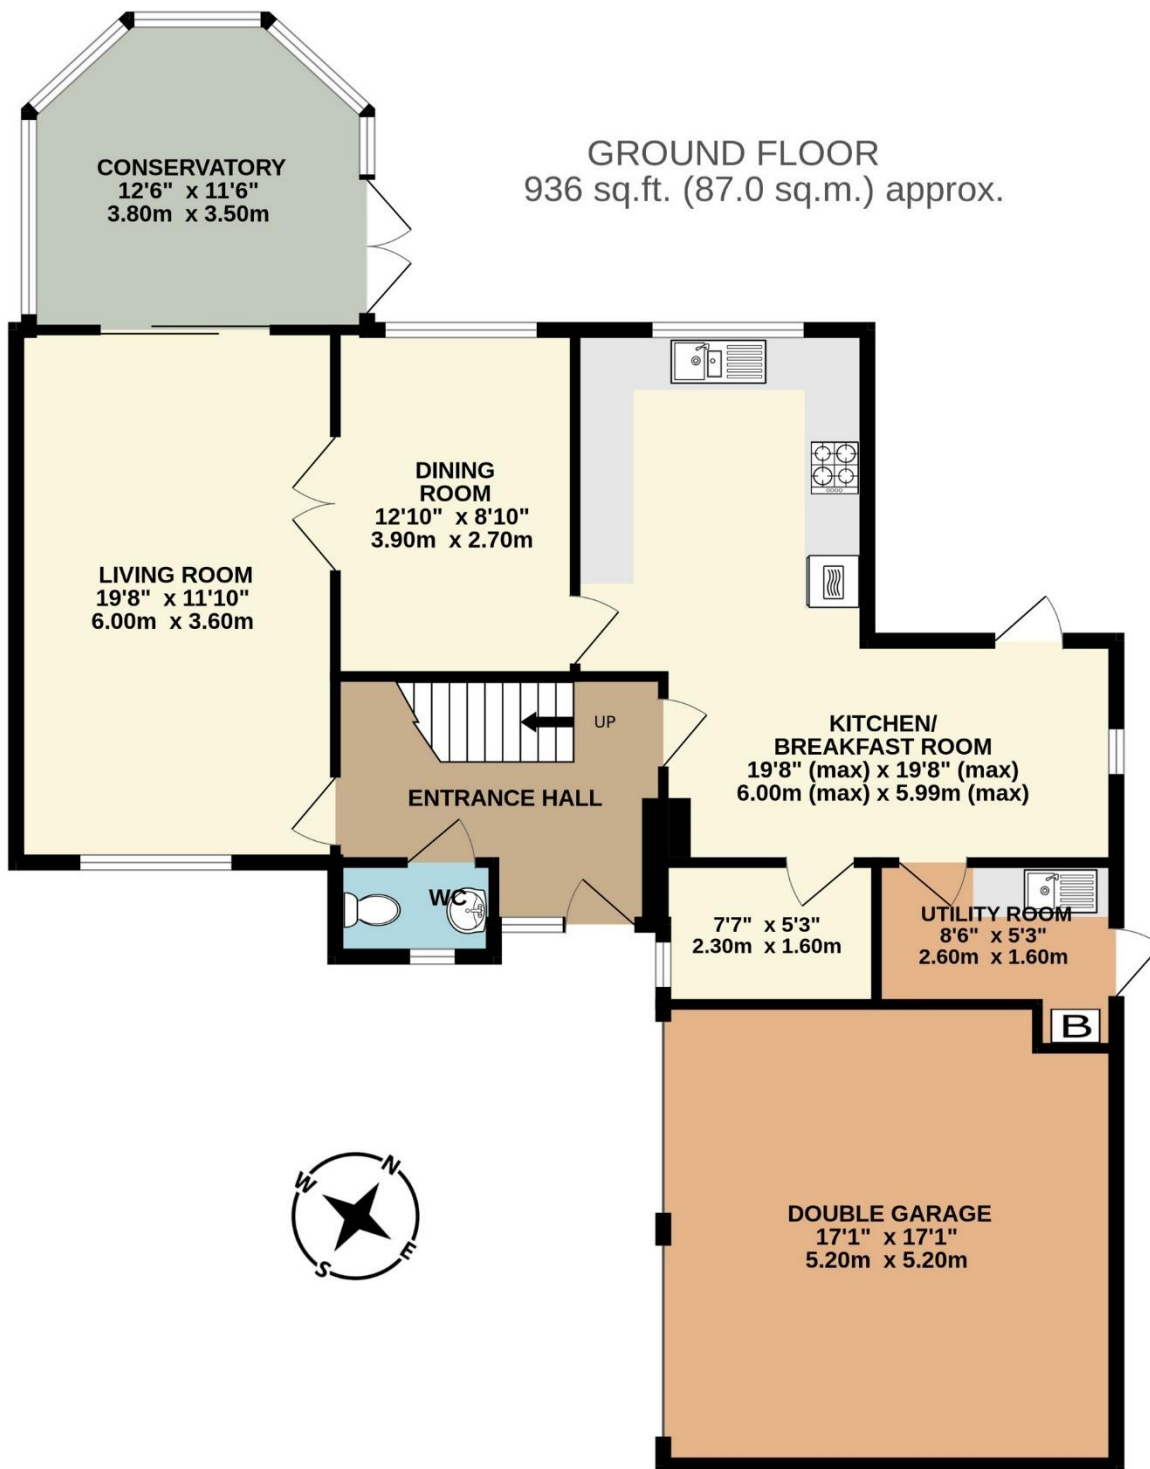 GROUND FLOOR
936 sq.ft. (87.0 sq.m.) approx.
CONSERVATORY
12'6" x 11'6"
3.80m x 3.50m
DINING
ROOM
12'10" x 8'10"
3.90m x 2.70m
LIVING ROOM
19'8" x 11'10"
6.00m x 3.60m
UP
KITCHEN/
BREAKFAST ROOM
19'8" (max) x 19'8" (max)
6.00m (max) x 5.99m (max)
ENTRANCE HALL
WC
7'7" x 5'3"
2.30m x 1.60m
UTILITY ROOM
8'6" x 5'3"
2.60m x 1.60m
B
DOUBLE GARAGE
17'1" x 17'1"
5.20m x 5.20m
N
W
E
S